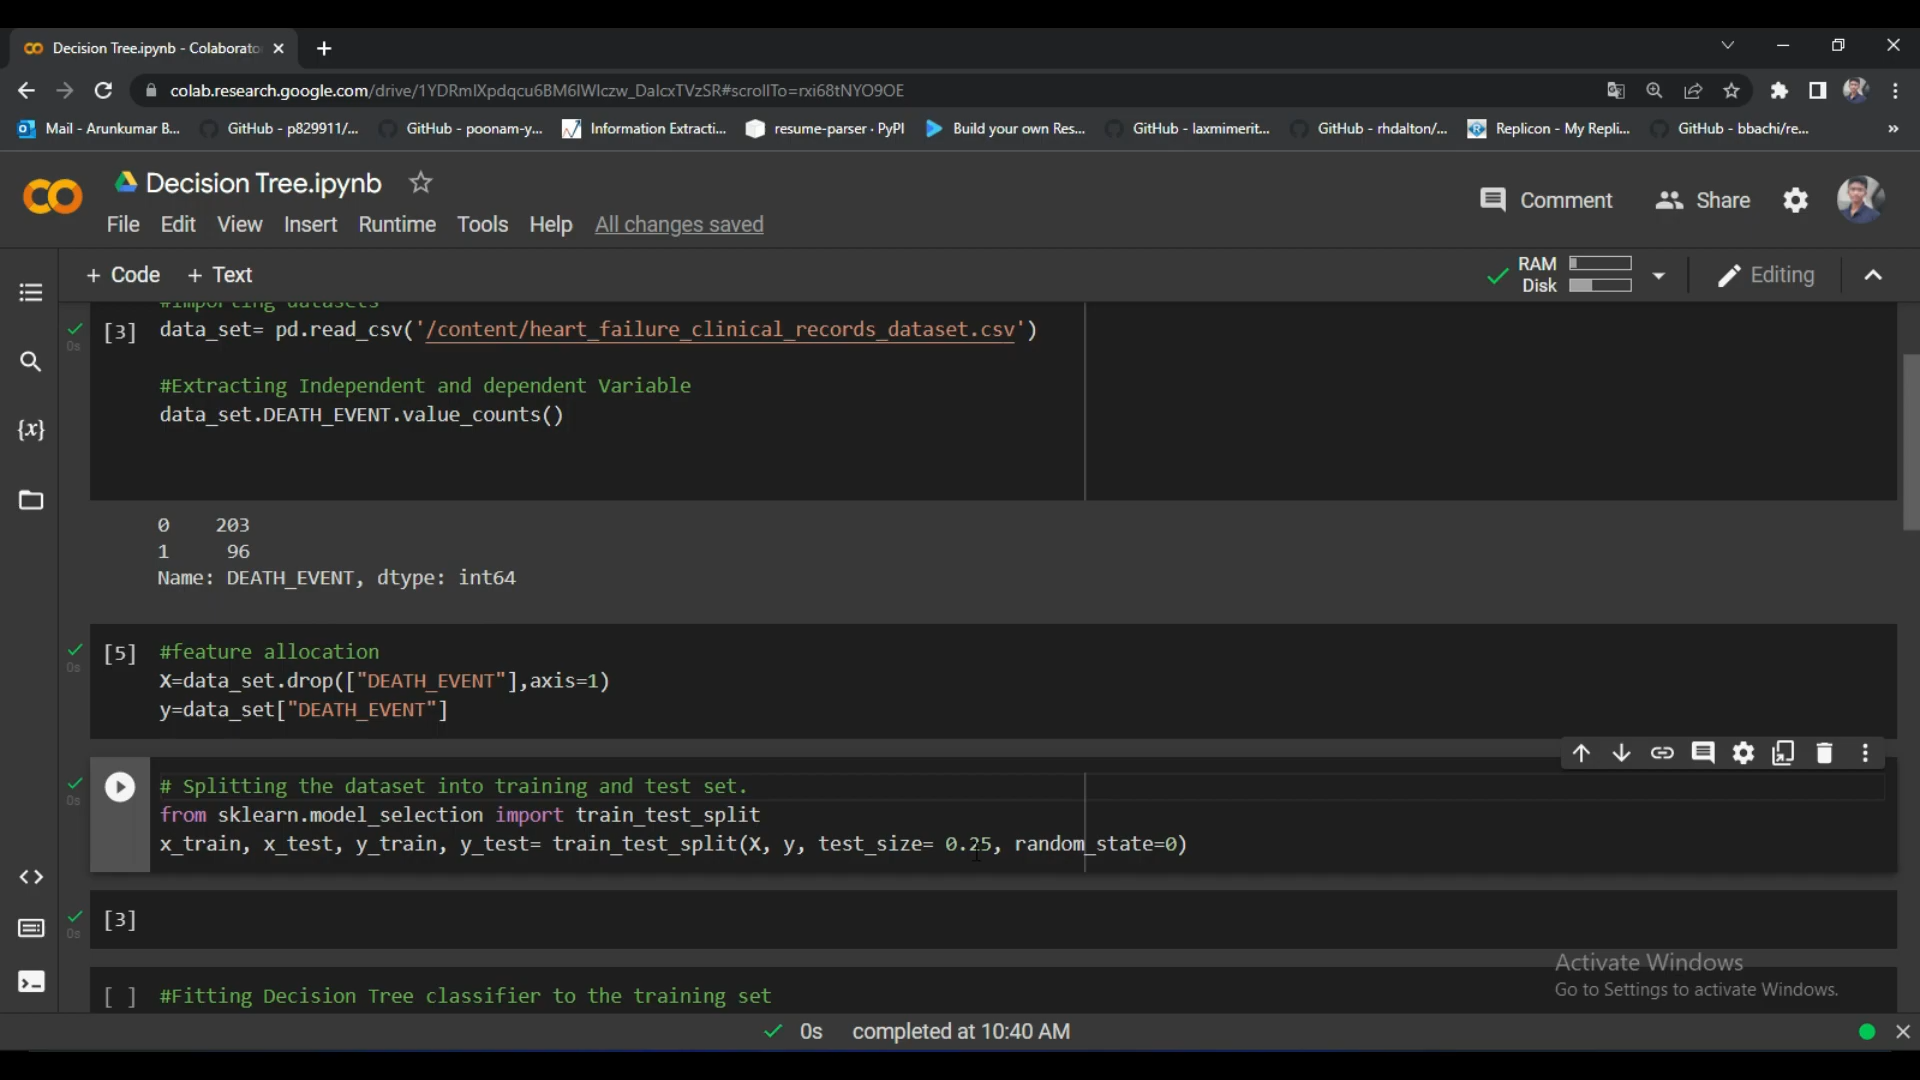 Decision Tree.ipynb - Colaborato
colab.research.google.com/drive/1YDRmIXpdqcu6BM6IWIczw_DalcxTVzSR#scrollTo=rxi68tNYO9OE
Mail - Arunkumar B...
GitHub - p829911/...
GitHub - poonam-y...
Information Extracti...
resume-parser · PyPI
Build your own Res...
GitHub - laxmimerit...
GitHub - rhdalton/...
Replicon - My Repli...
GitHub - bbachi/re...
»
Decision Tree.ipynb
Comment
Share
File Edit View Insert Runtime Tools Help All changes saved
+ Code + Text
RAM
Disk
Editing
#Importing datasets
[3] data_set= pd.read_csv('/content/heart_failure_clinical_records_dataset.csv')
0s
#Extracting Independent and dependent Variable
data_set.DEATH_EVENT.value_counts()
0 203
1 96
Name: DEATH_EVENT, dtype: int64
[5] #feature allocation
0s
X=data_set.drop(["DEATH_EVENT"],axis=1)
y=data_set["DEATH_EVENT"]
# Splitting the dataset into training and test set.
0s
from sklearn.model_selection import train_test_split
x_train, x_test, y_train, y_test= train_test_split(X, y, test_size= 0.25, random_state=0)
{x}
<>
[3]
0s
Activate Windows
Go to Settings to activate Windows.
[ ] #Fitting Decision Tree classifier to the training set
0s completed at 10:40 AM